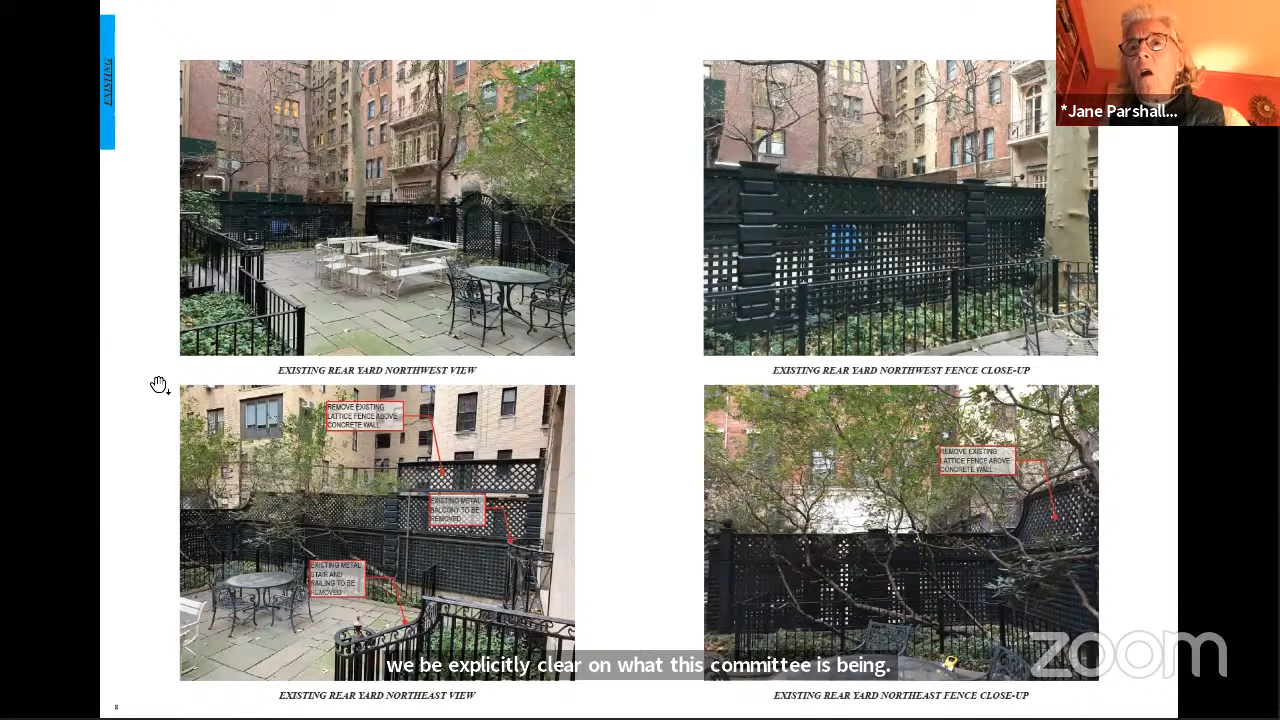 EXISTING
*Jane Parshall...
EXISTING REAR YARD NORTHWEST VIEW
EXISTING REAR YARD NORTHWEST FENCE CLOSE-UP
REMOVE EXISTING
LATTICE FENCE ABOVE
CONCRETE WALL
EXISTING METAL
BALCONY TO BE
REMOVED
EXISTING METAL
STAIR AND
RAILING TO BE
REMOVED
REMOVE EXISTING
LATTICE FENCE ABOVE
CONCRETE WALL
zoom
we be explicitly clear on what this committee is being.
EXISTING REAR YARD NORTHEAST VIEW
EXISTING REAR YARD NORTHEAST FENCE CLOSE-UP
8